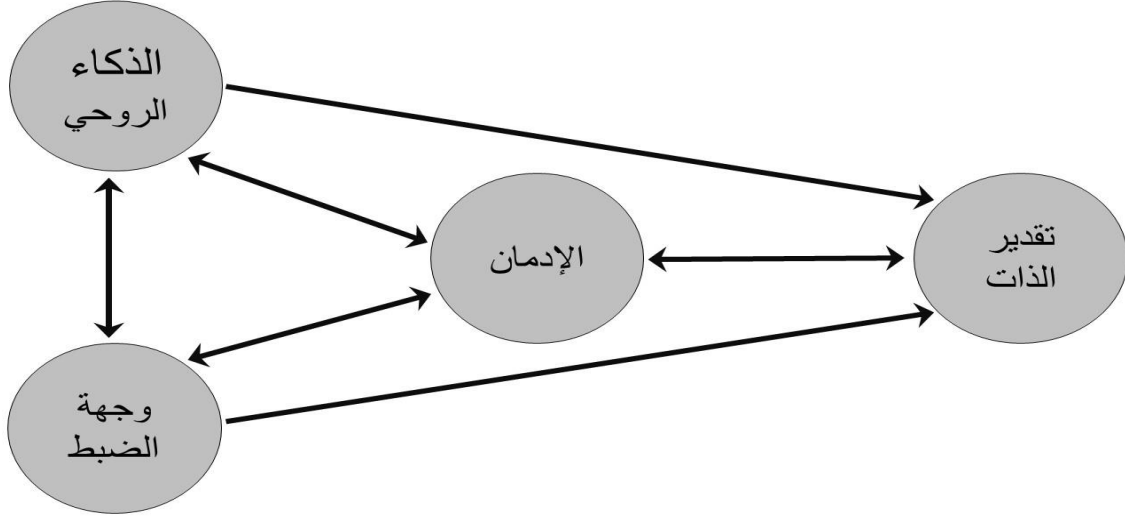 الذكاء
الروحي
الإدمان
تقدير
الذات
وجهة
الضبط